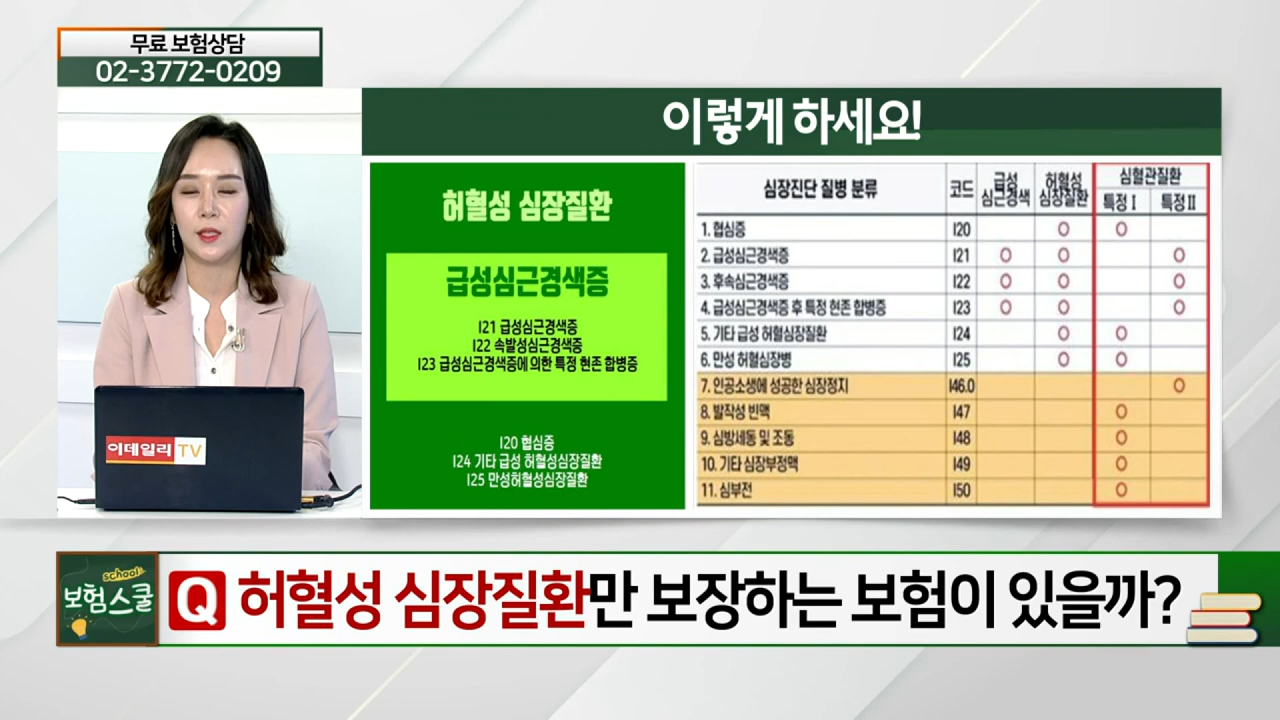 무료 보험상담
02-3772-0209
이렇게 하세요!
허혈성 심장질환
급성심근경색증
I21 급성심근경색증
I22 속발성심근경색증
I23 급성심근경색증에 의한 특정 현존 합병증
I20 협심증
I24 기타 급성 허혈성심장질환
I25 만성허혈성심장질환
심장진단 질병 분류 코드 급성 심근경색 허혈성 심장질환 심혈관질환
특정 I 특정 II
1. 협심증 I20 ○ ○
2. 급성심근경색증 I21 ○ ○ ○
3. 후속심근경색증 I22 ○ ○ ○
4. 급성심근경색증 후 특정 현존 합병증 I23 ○ ○ ○
5. 기타 급성 허혈심장질환 I24 ○ ○
6. 만성 허혈심장병 I25 ○ ○
7. 인공소생에 성공한 심장정지 I46.0 ○
8. 발작성 빈맥 I47 ○
9. 심방세동 및 조동 I48 ○
10. 기타 심장부정맥 I49 ○
11. 심부전 I50 ○
이데일리 TV
school
보험스쿨
Q 허혈성 심장질환만 보장하는 보험이 있을까?